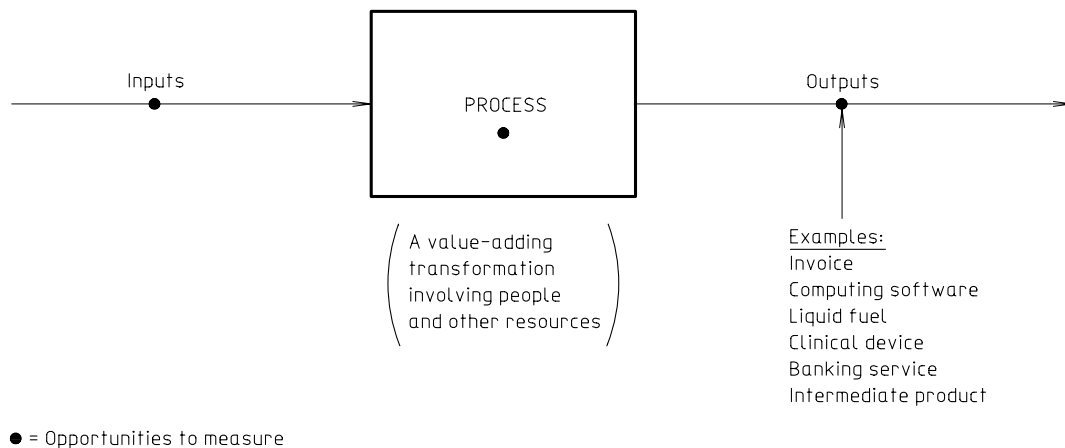 Inputs
PROCESS
Outputs
A value-adding
transformation
involving people
and other resources
Examples:
Invoice
Computing software
Liquid fuel
Clinical device
Banking service
Intermediate product
● = Opportunities to measure